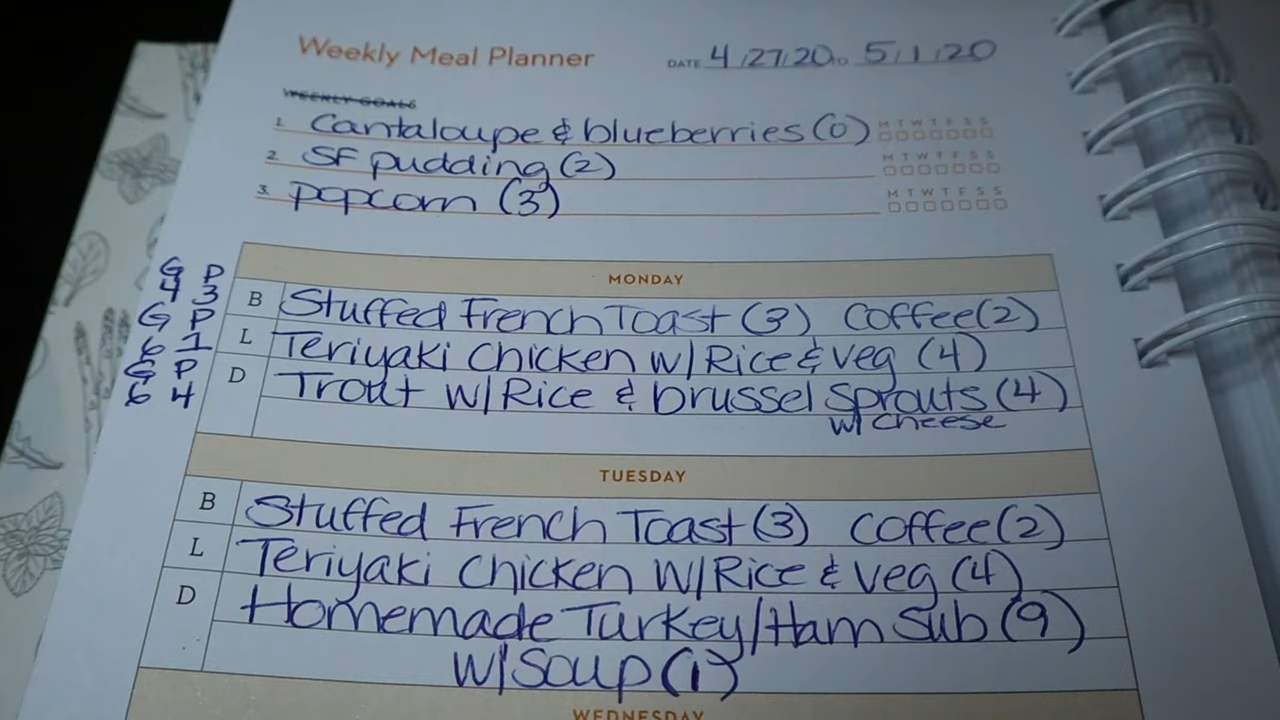 Weekly Meal Planner DATE 4/27/20 TO 5/1/20
WEEKLY GOALS
1. Cantaloupe & blueberries (0) M T W T F S S
2. SF pudding (2) M T W T F S S
3. popcorn (3) M T W T F S S
MONDAY
G P
4 3
B Stuffed French Toast (3) Coffee (2)
G P
6 1
L Teriyaki Chicken w/ Rice & veg (4)
G P
6 4
D Trout w/ Rice & brussel sprouts (4)
w/ cheese
TUESDAY
B Stuffed French Toast (3) Coffee (2)
L Teriyaki Chicken w/ Rice & veg (4)
D Homemade Turkey/Ham Sub (9)
w/ Soup (1)
WEDNESDAY